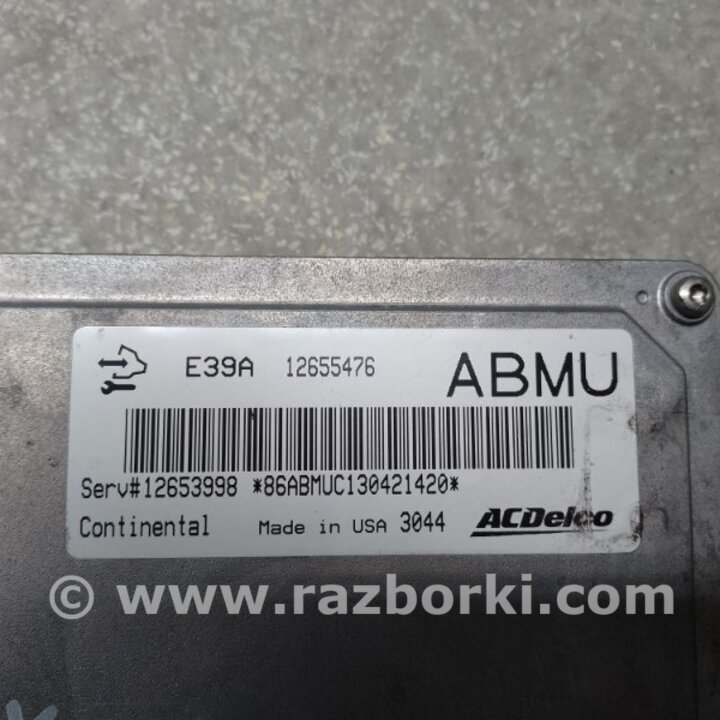 E39A 12655476 ABMU
Serv#12653998 *86ABMUC130421420*
Continental Made in USA 3044 ACDelco
© www.razborki.com